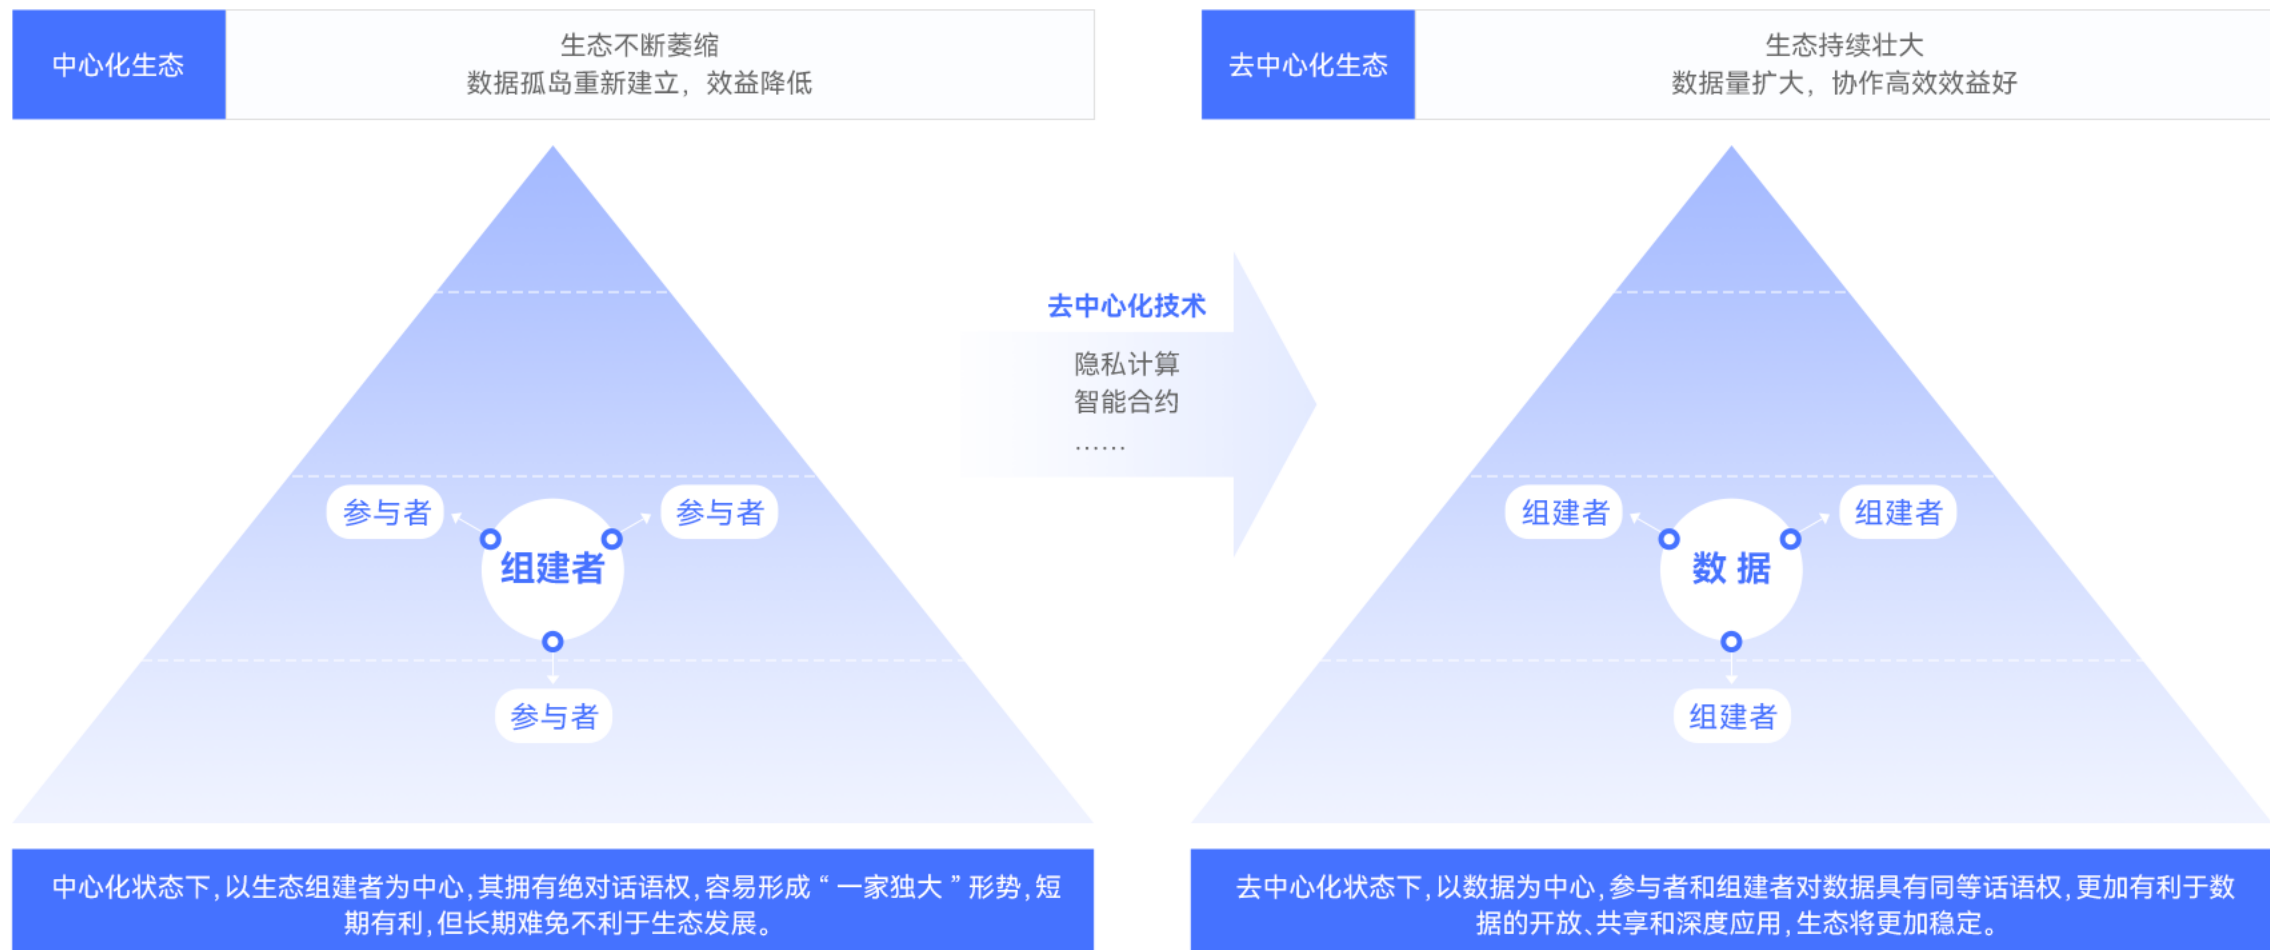 中心化生态
生态不断萎缩
数据孤岛重新建立，效益降低
去中心化生态
生态持续壮大
数据量扩大，协作高效效益好
参与者
参与者
组建者
参与者
去中心化技术
隐私计算
智能合约
……
组建者
组建者
数 据
组建者
中心化状态下，以生态组建者为中心，其拥有绝对话语权，容易形成“一家独大”形势，短
期有利，但长期难免不利于生态发展。
去中心化状态下，以数据为中心，参与者和组建者对数据具有同等话语权，更加有利于数
据的开放、共享和深度应用，生态将更加稳定。